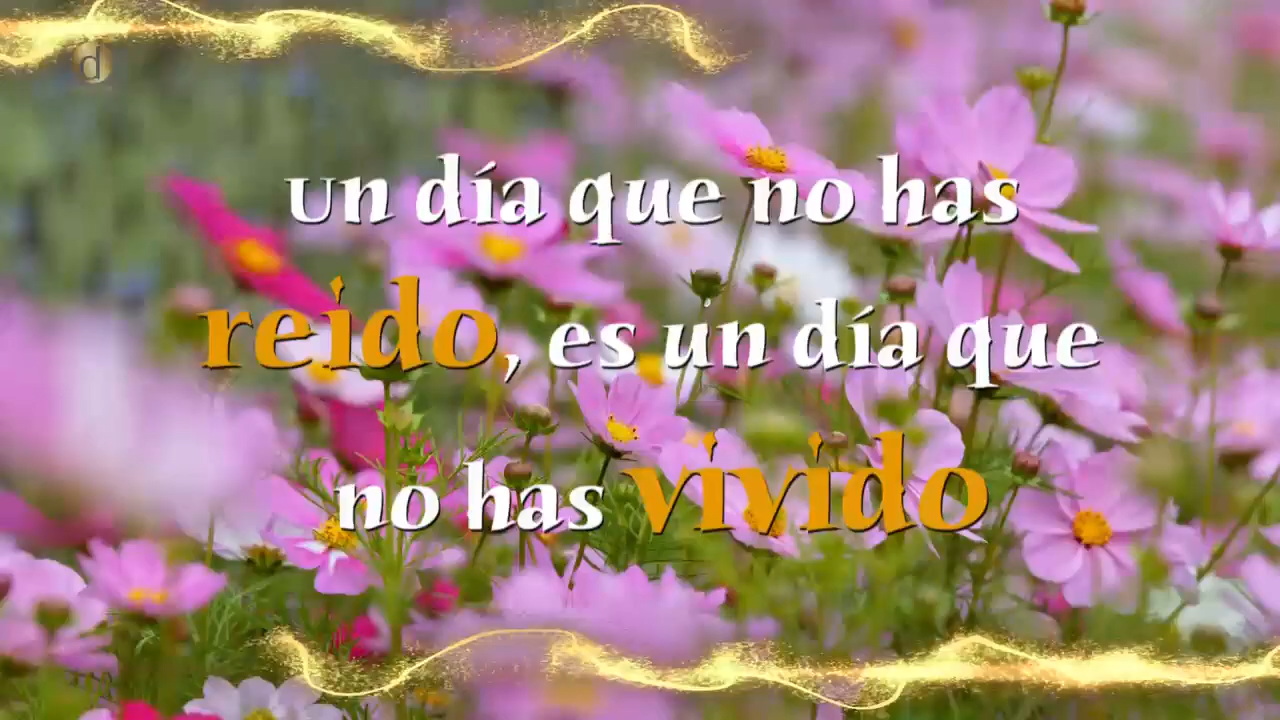 d
un día que no has
reido, es un día que
no has vivido